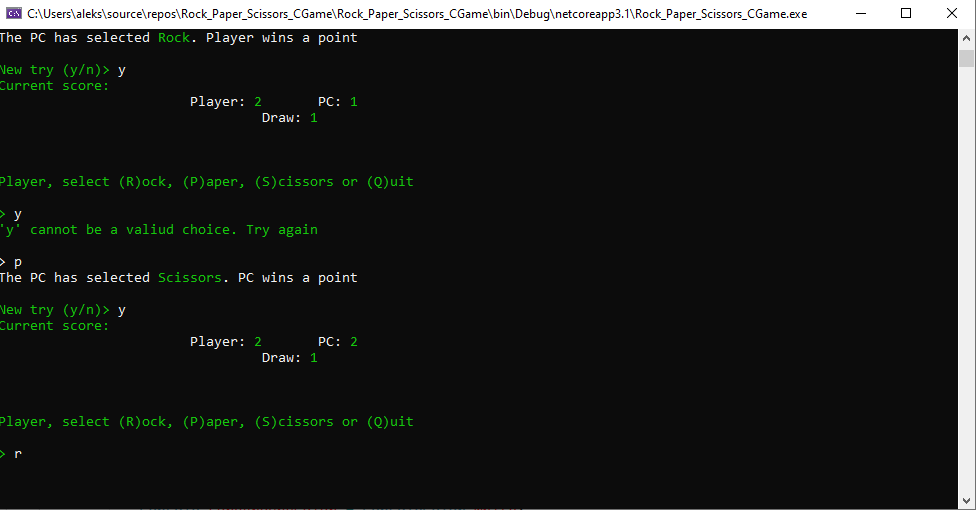 C:\Users\aleks\source\repos\Rock_Paper_Scissors_CGame\Rock_Paper_Scissors_CGame\bin\Debug\netcoreapp3.1\Rock_Paper_Scissors_CGame.exe
The PC has selected Rock. Player wins a point
New try (y/n)> y
Current score:
Player: 2 PC: 1
Draw: 1
Player, select (R)ock, (P)aper, (S)cissors or (Q)uit
> y
'y' cannot be a valiud choice. Try again
> p
The PC has selected Scissors. PC wins a point
New try (y/n)> y
Current score:
Player: 2 PC: 2
Draw: 1
Player, select (R)ock, (P)aper, (S)cissors or (Q)uit
> r